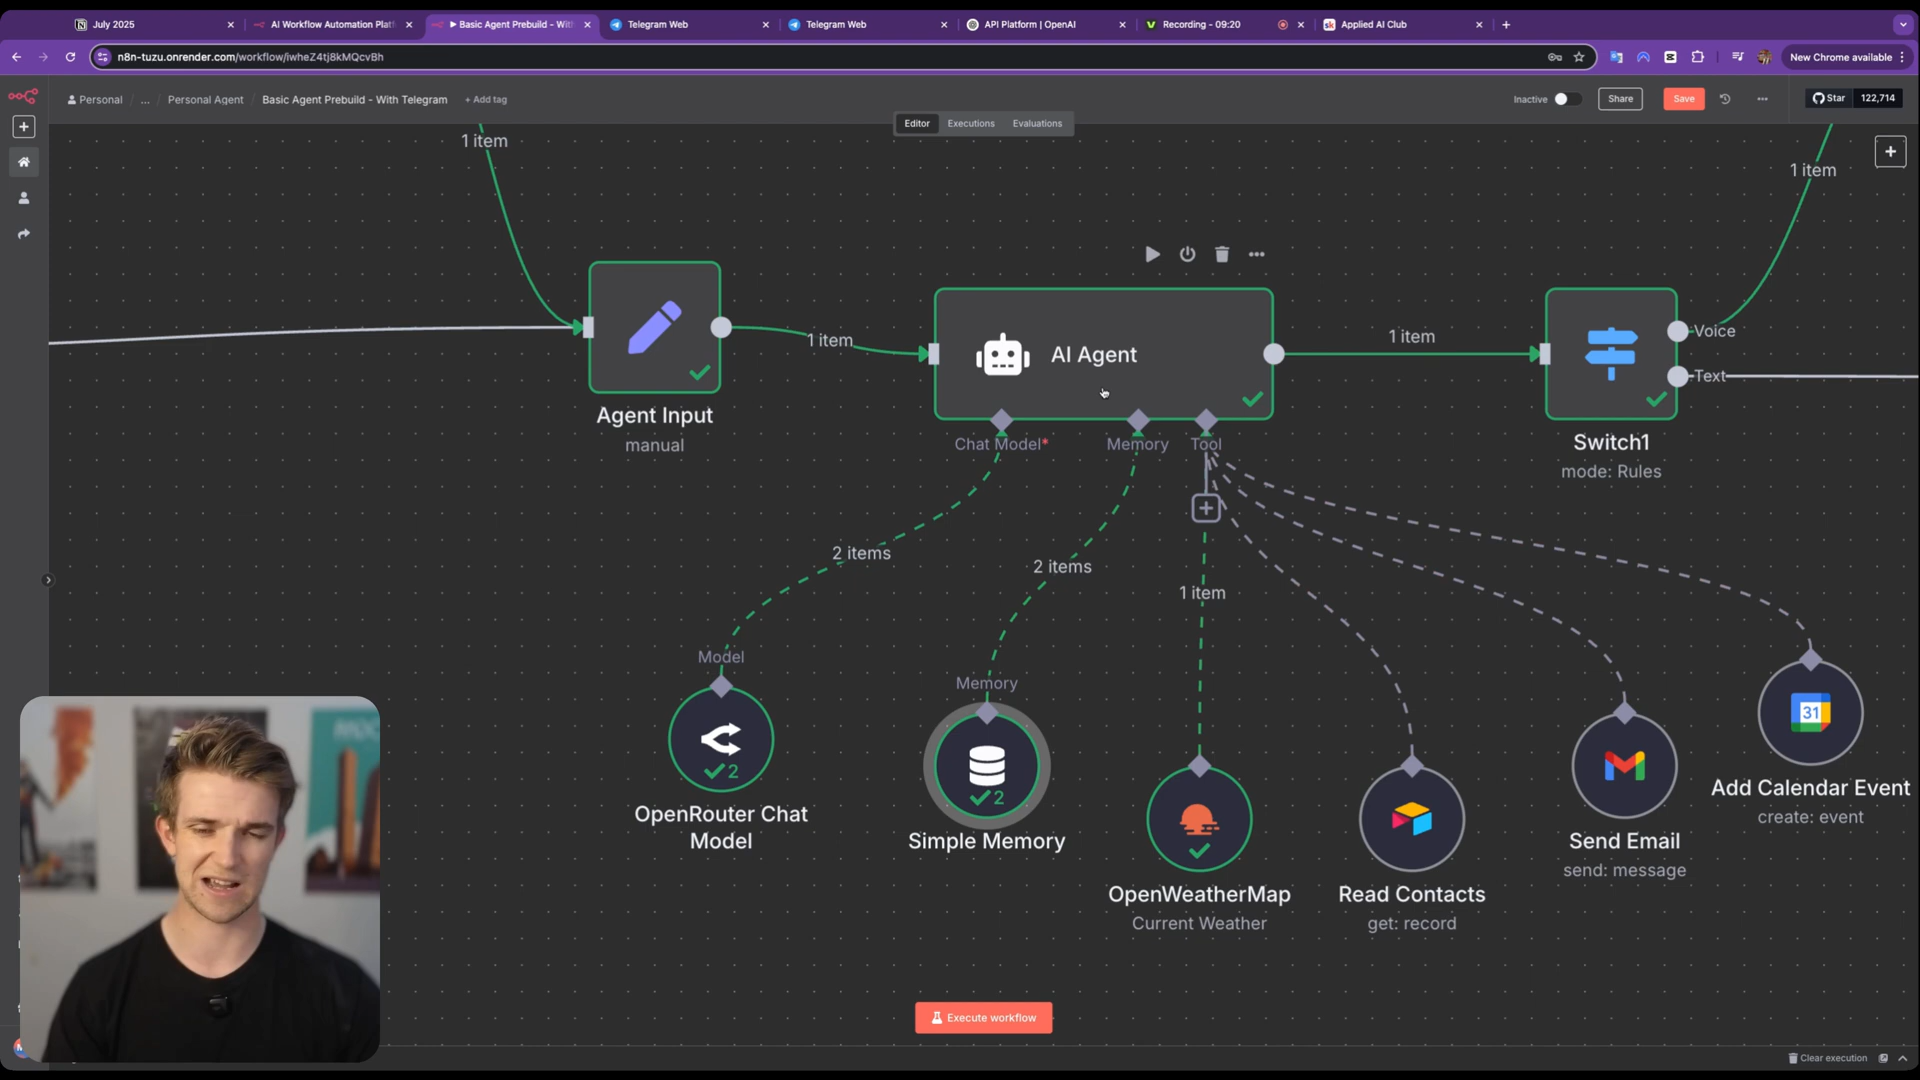 July 2025
AI Workflow Automation Platf
▶ Basic Agent Prebuild - With
Telegram Web
Telegram Web
API Platform | OpenAI
Recording - 09:20
Applied AI Club
n8n-tuzu.onrender.com/workflow/iwheZ4tj8kMQcvBh
New Chrome available
Personal
...
Personal Agent
Basic Agent Prebuild - With Telegram
+ Add tag
Inactive
Share
Save
Star
122,714
Editor
Executions
Evaluations
1 item
1 item
Agent Input
manual
1 item
AI Agent
Chat Model*
Memory
Tool
1 item
Voice
Text
Switch1
mode: Rules
2 items
2 items
1 item
Model
2
OpenRouter Chat
Model
Memory
2
Simple Memory
OpenWeatherMap
Current Weather
Read Contacts
get: record
Send Email
send: message
31
Add Calendar Event
create: event
Execute workflow
Clear execution